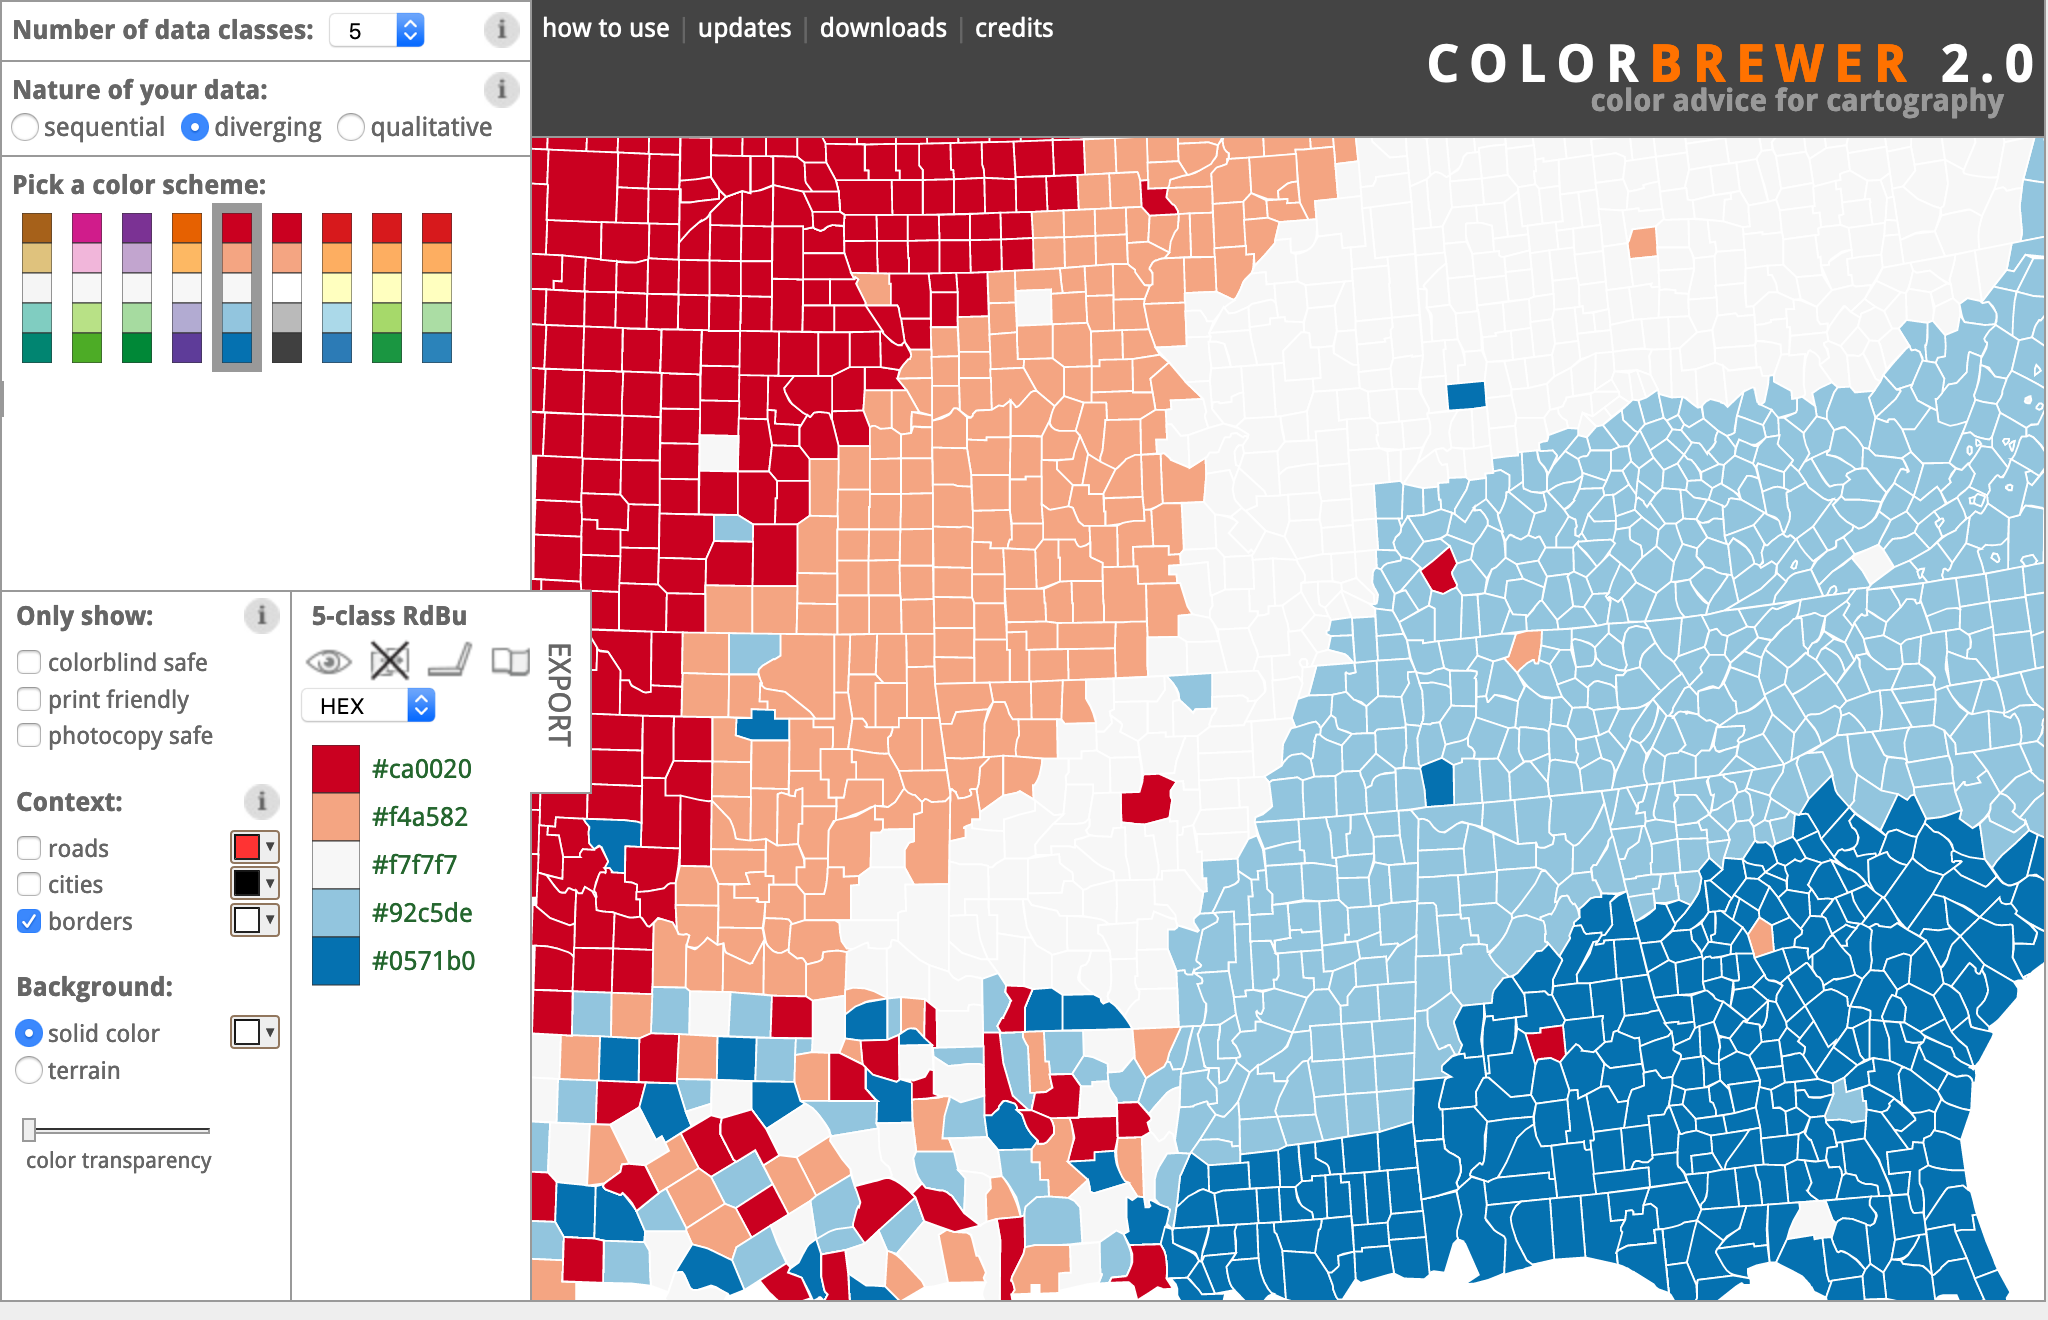 Number of data classes: 5
how to use | updates | downloads | credits
COLORBREWER 2.0
color advice for cartography
Nature of your data:
sequential diverging qualitative
Pick a color scheme:
Only show:
colorblind safe
print friendly
photocopy safe
Context:
roads
cities
borders
Background:
solid color
terrain
color transparency
5-class RdBu
HEX
EXPORT
#ca0020
#f4a582
#f7f7f7
#92c5de
#0571b0